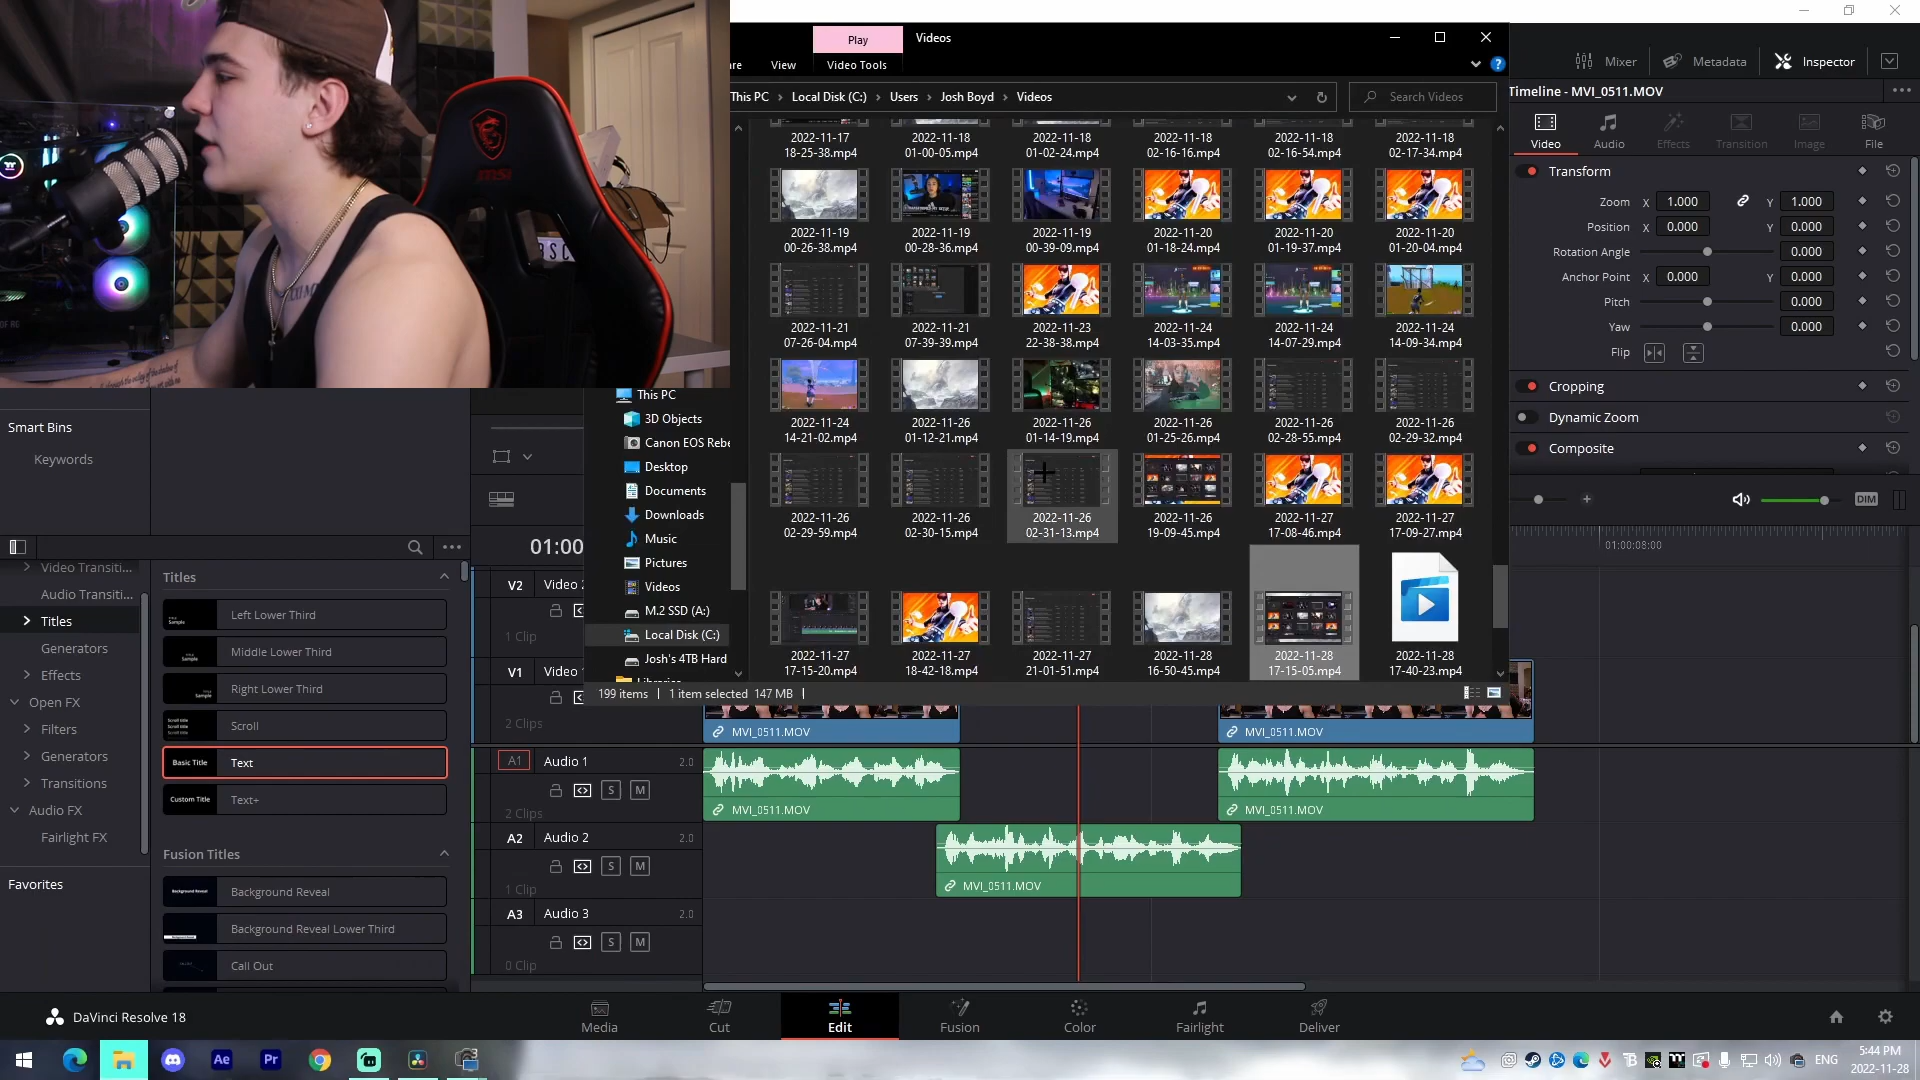 Play
Videos
View
Video Tools
This PC > Local Disk (C:) > Users > Josh Boyd > Videos
Search Videos
Mixer
Metadata
Inspector
Timeline - MVI_0511.MOV
Video
Audio
Effects
Transition
Image
File
Transform
Zoom X 1.000 Y 1.000
Position X 0.000 Y 0.000
Rotation Angle 0.000
Anchor Point X 0.000 Y 0.000
Pitch 0.000
Yaw 0.000
Flip
Cropping
Dynamic Zoom
Composite
DIM
2022-11-17 2022-11-18 2022-11-18 2022-11-18 2022-11-18 2022-11-18
18-25-38.mp4 01-00-05.mp4 01-02-24.mp4 02-16-16.mp4 02-16-54.mp4 02-17-34.mp4
2022-11-19 2022-11-19 2022-11-19 2022-11-20 2022-11-20 2022-11-20
00-26-38.mp4 00-28-36.mp4 00-39-09.mp4 01-18-24.mp4 01-19-37.mp4 01-20-04.mp4
2022-11-21 2022-11-21 2022-11-23 2022-11-24 2022-11-24 2022-11-24
07-26-04.mp4 07-39-39.mp4 22-38-38.mp4 14-03-35.mp4 14-07-29.mp4 14-09-34.mp4
2022-11-24 2022-11-26 2022-11-26 2022-11-26 2022-11-26 2022-11-26
14-21-02.mp4 01-12-21.mp4 01-14-19.mp4 01-25-26.mp4 02-28-55.mp4 02-29-32.mp4
2022-11-26 2022-11-26 2022-11-26 2022-11-26 2022-11-27 2022-11-27
02-29-59.mp4 02-30-15.mp4 02-31-13.mp4 19-09-45.mp4 17-08-46.mp4 17-09-27.mp4
2022-11-27 2022-11-27 2022-11-27 2022-11-28 2022-11-28 2022-11-28
17-15-20.mp4 18-42-18.mp4 21-01-51.mp4 16-50-45.mp4 17-15-05.mp4 17-40-23.mp4
199 items | 1 item selected 147 MB |
This PC
3D Objects
Canon EOS Rebe
Desktop
Documents
Downloads
Music
Pictures
Videos
M.2 SSD (A:)
Local Disk (C:)
Josh's 4TB Hard
Smart Bins
Keywords
Video Transiti...
Audio Transiti...
Titles
Generators
Effects
Open FX
Filters
Generators
Transitions
Audio FX
Fairlight FX
Favorites
Titles
Left Lower Third
Middle Lower Third
Right Lower Third
Scroll
Basic Title Text
Custom Title Text+
Fusion Titles
Background Reveal
Background Reveal Lower Third
Call Out
01:00
01:00:08:00
V2 Video 2
1 Clip
V1 Video
2 Clips
A1 Audio 1 2.0
S M
2 Clips
A2 Audio 2 2.0
S M
1 Clip
A3 Audio 3 2.0
S M
0 Clip
MVI_0511.MOV
MVI_0511.MOV
MVI_0511.MOV
MVI_0511.MOV
MVI_0511.MOV
DaVinci Resolve 18
Media
Cut
Edit
Fusion
Color
Fairlight
Deliver
Ae
Pr
ENG
5:44 PM
2022-11-28